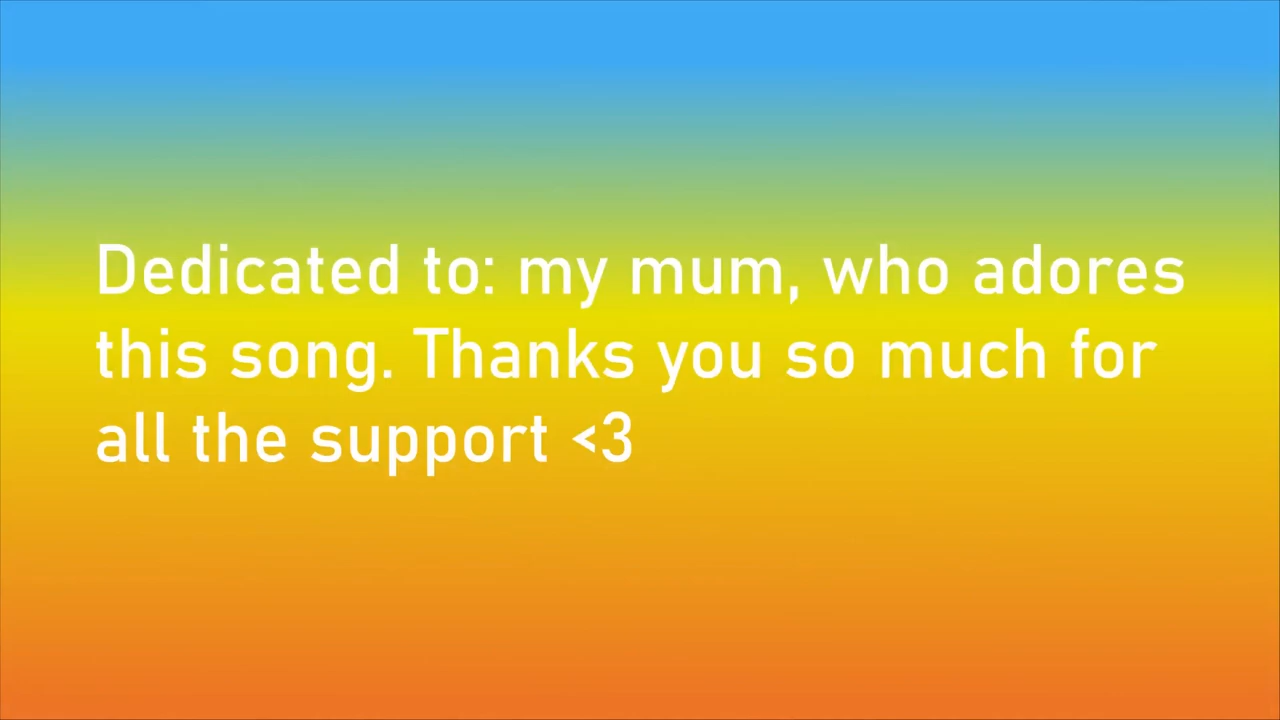 Dedicated to: my mum, who adores
this song. Thanks you so much for
all the support <3